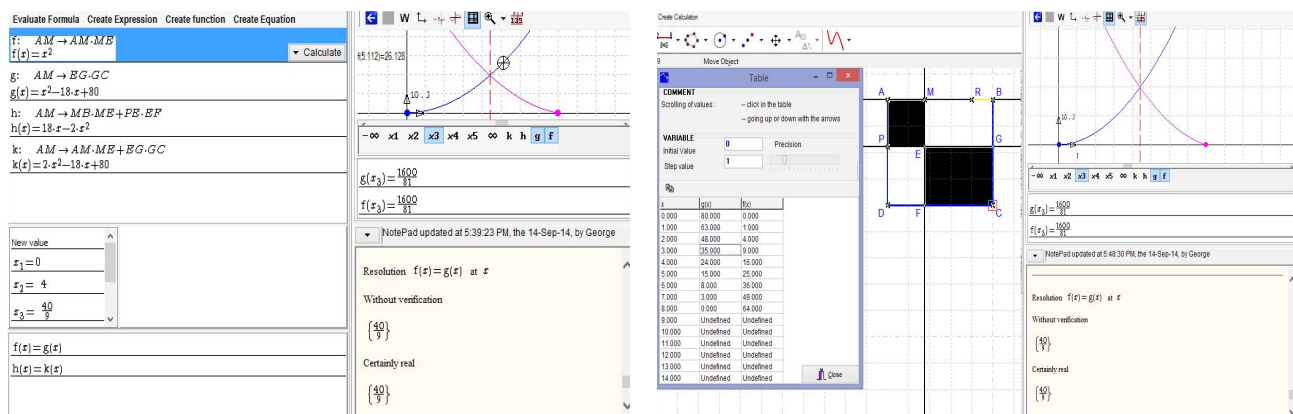 Evaluate Formula Create Expression Create function Create Equation
f: AM → AM·ME
f(x)=x²
Calculate
g: AM → EG·GC
g(x)=x²−18·x+80
h: AM → MB·ME+PE·EF
h(x)=18·x−2·x²
k: AM → AM·ME+EG·GC
k(x)=2·x²−18·x+80
New value
x₁=0
x₂= 4
x₃= 40/9
f(x)=g(x)
h(x)=k(x)
W
f(5.112)=26.128
10
J
−∞ x1 x2 x3 x4 x5 ∞ k h g f
g(x₃)=1600/81
f(x₃)=1600/81
NotePad updated at 5:39:23 PM, the 14-Sep-14, by George
Resolution f(x)=g(x) at x
Without verification
{40/9}
Certainly real
{40/9}
Create Calculation
9 Move Object
Table
COMMENT
Scrolling of values : -- click in the table
-- going up or down with the arrows
VARIABLE
Initial Value 0 Precision
Step value 1
x g(x) f(x)
0.000 80.000 0.000
1.000 63.000 1.000
2.000 48.000 4.000
3.000 35.000 9.000
4.000 24.000 16.000
5.000 15.000 25.000
6.000 8.000 36.000
7.000 3.000 49.000
8.000 0.000 64.000
9.000 Undefined Undefined
10.000 Undefined Undefined
11.000 Undefined Undefined
12.000 Undefined Undefined
13.000 Undefined Undefined
14.000 Undefined Undefined
Close
A M R B
P E G
D F C
W
10
J
−∞ x1 x2 x3 x4 x5 ∞ k h g f
g(x₃)=1600/81
f(x₃)=1600/81
NotePad updated at 5:48:30 PM, the 14-Sep-14, by George
Resolution f(x)=g(x) at x
Without verification
{40/9}
Certainly real
{40/9}